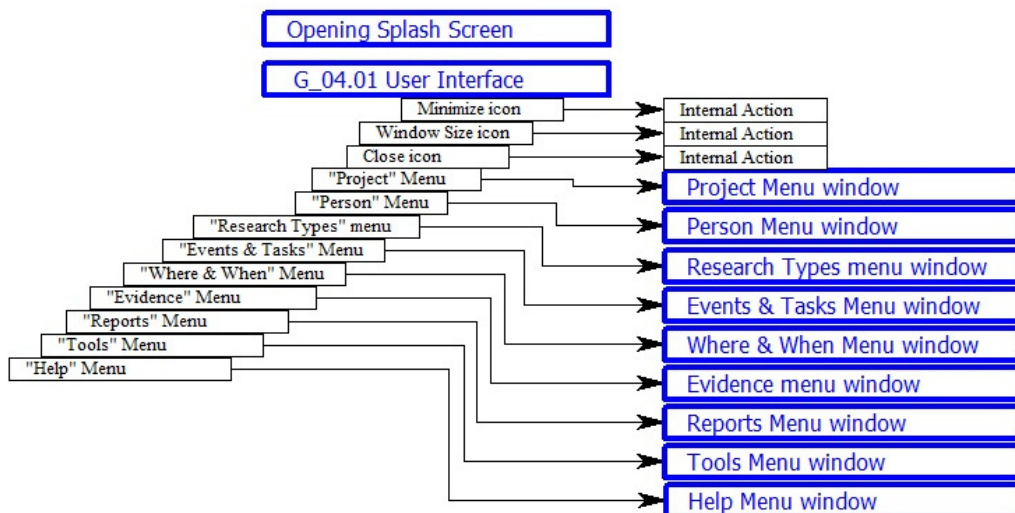 Opening Splash Screen
G_04.01 User Interface
Minimize icon
Internal Action
Window Size icon
Internal Action
Close icon
Internal Action
"Project" Menu
Project Menu window
"Person" Menu
Person Menu window
"Research Types" menu
Research Types menu window
"Events & Tasks" Menu
Events & Tasks Menu window
"Where & When" Menu
Where & When Menu window
"Evidence" Menu
Evidence menu window
"Reports" Menu
Reports Menu window
"Tools" Menu
Tools Menu window
"Help" Menu
Help Menu window